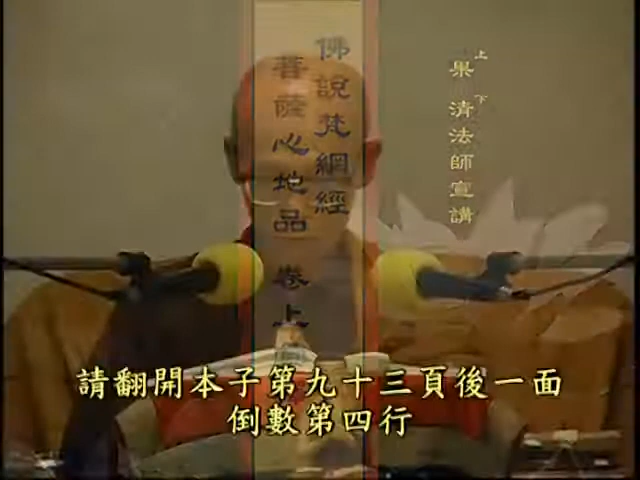 佛說梵網經
菩薩心地品 卷上
上果下清法師宣講
請翻開本子第九十三頁後一面
倒數第四行